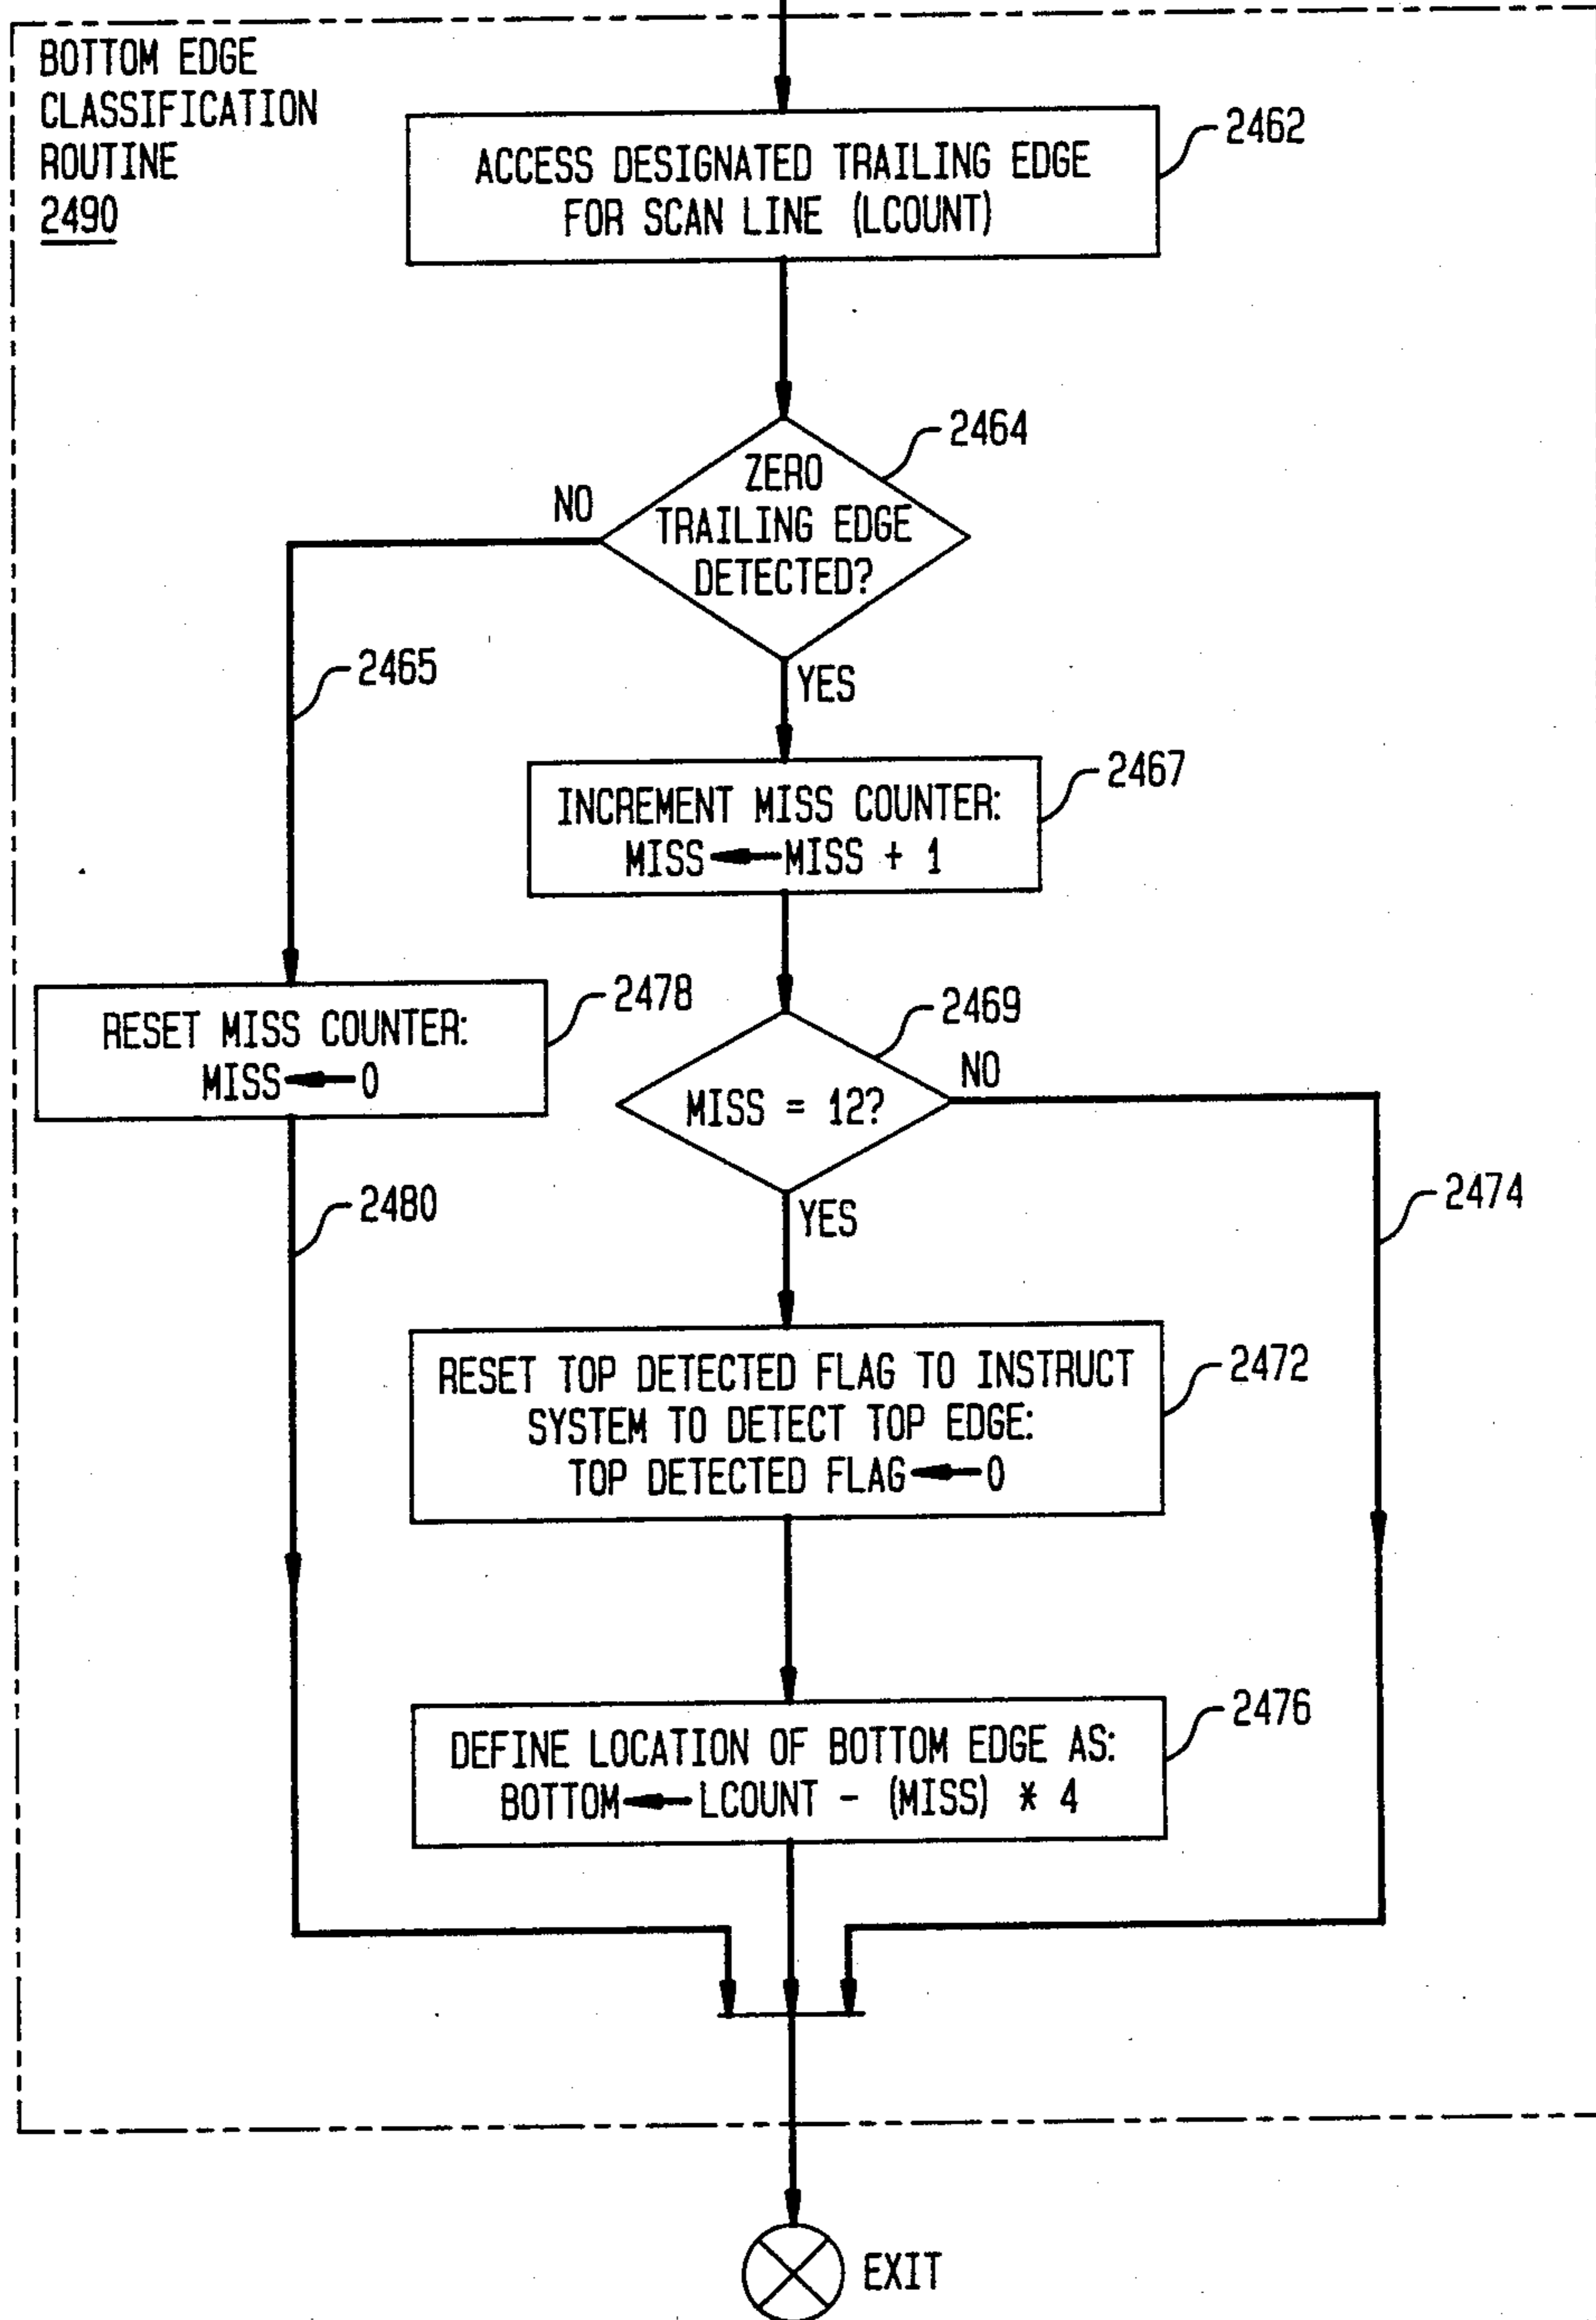 BOTTOM EDGE
CLASSIFICATION
ROUTINE
2490
2462
ACCESS DESIGNATED TRAILING EDGE
FOR SCAN LINE (LCOUNT)
2464
ZERO
TRAILING EDGE
DETECTED?
NO
YES
2465
2467
INCREMENT MISS COUNTER:
MISS←MISS + 1
2478
RESET MISS COUNTER:
MISS←0
2469
MISS = 12?
NO
YES
2480
2474
2472
RESET TOP DETECTED FLAG TO INSTRUCT
SYSTEM TO DETECT TOP EDGE:
TOP DETECTED FLAG←0
2476
DEFINE LOCATION OF BOTTOM EDGE AS:
BOTTOM←LCOUNT - (MISS) * 4
EXIT